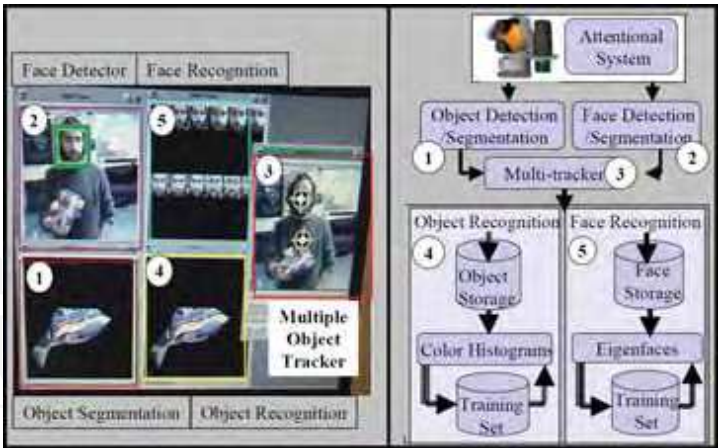 Face Detector
Face Recognition
2
5
3
1
4
Multiple
Object
Tracker
Object Segmentation
Object Recognition
Attentional
System
Object Detection
/Segmentation
Face Detection
/Segmentation
1
2
Multi-tracker
3
Object Recognition
4
Object
Storage
Color Histograms
Training
Set
Face Recognition
5
Face
Storage
Eigenfaces
Training
Set